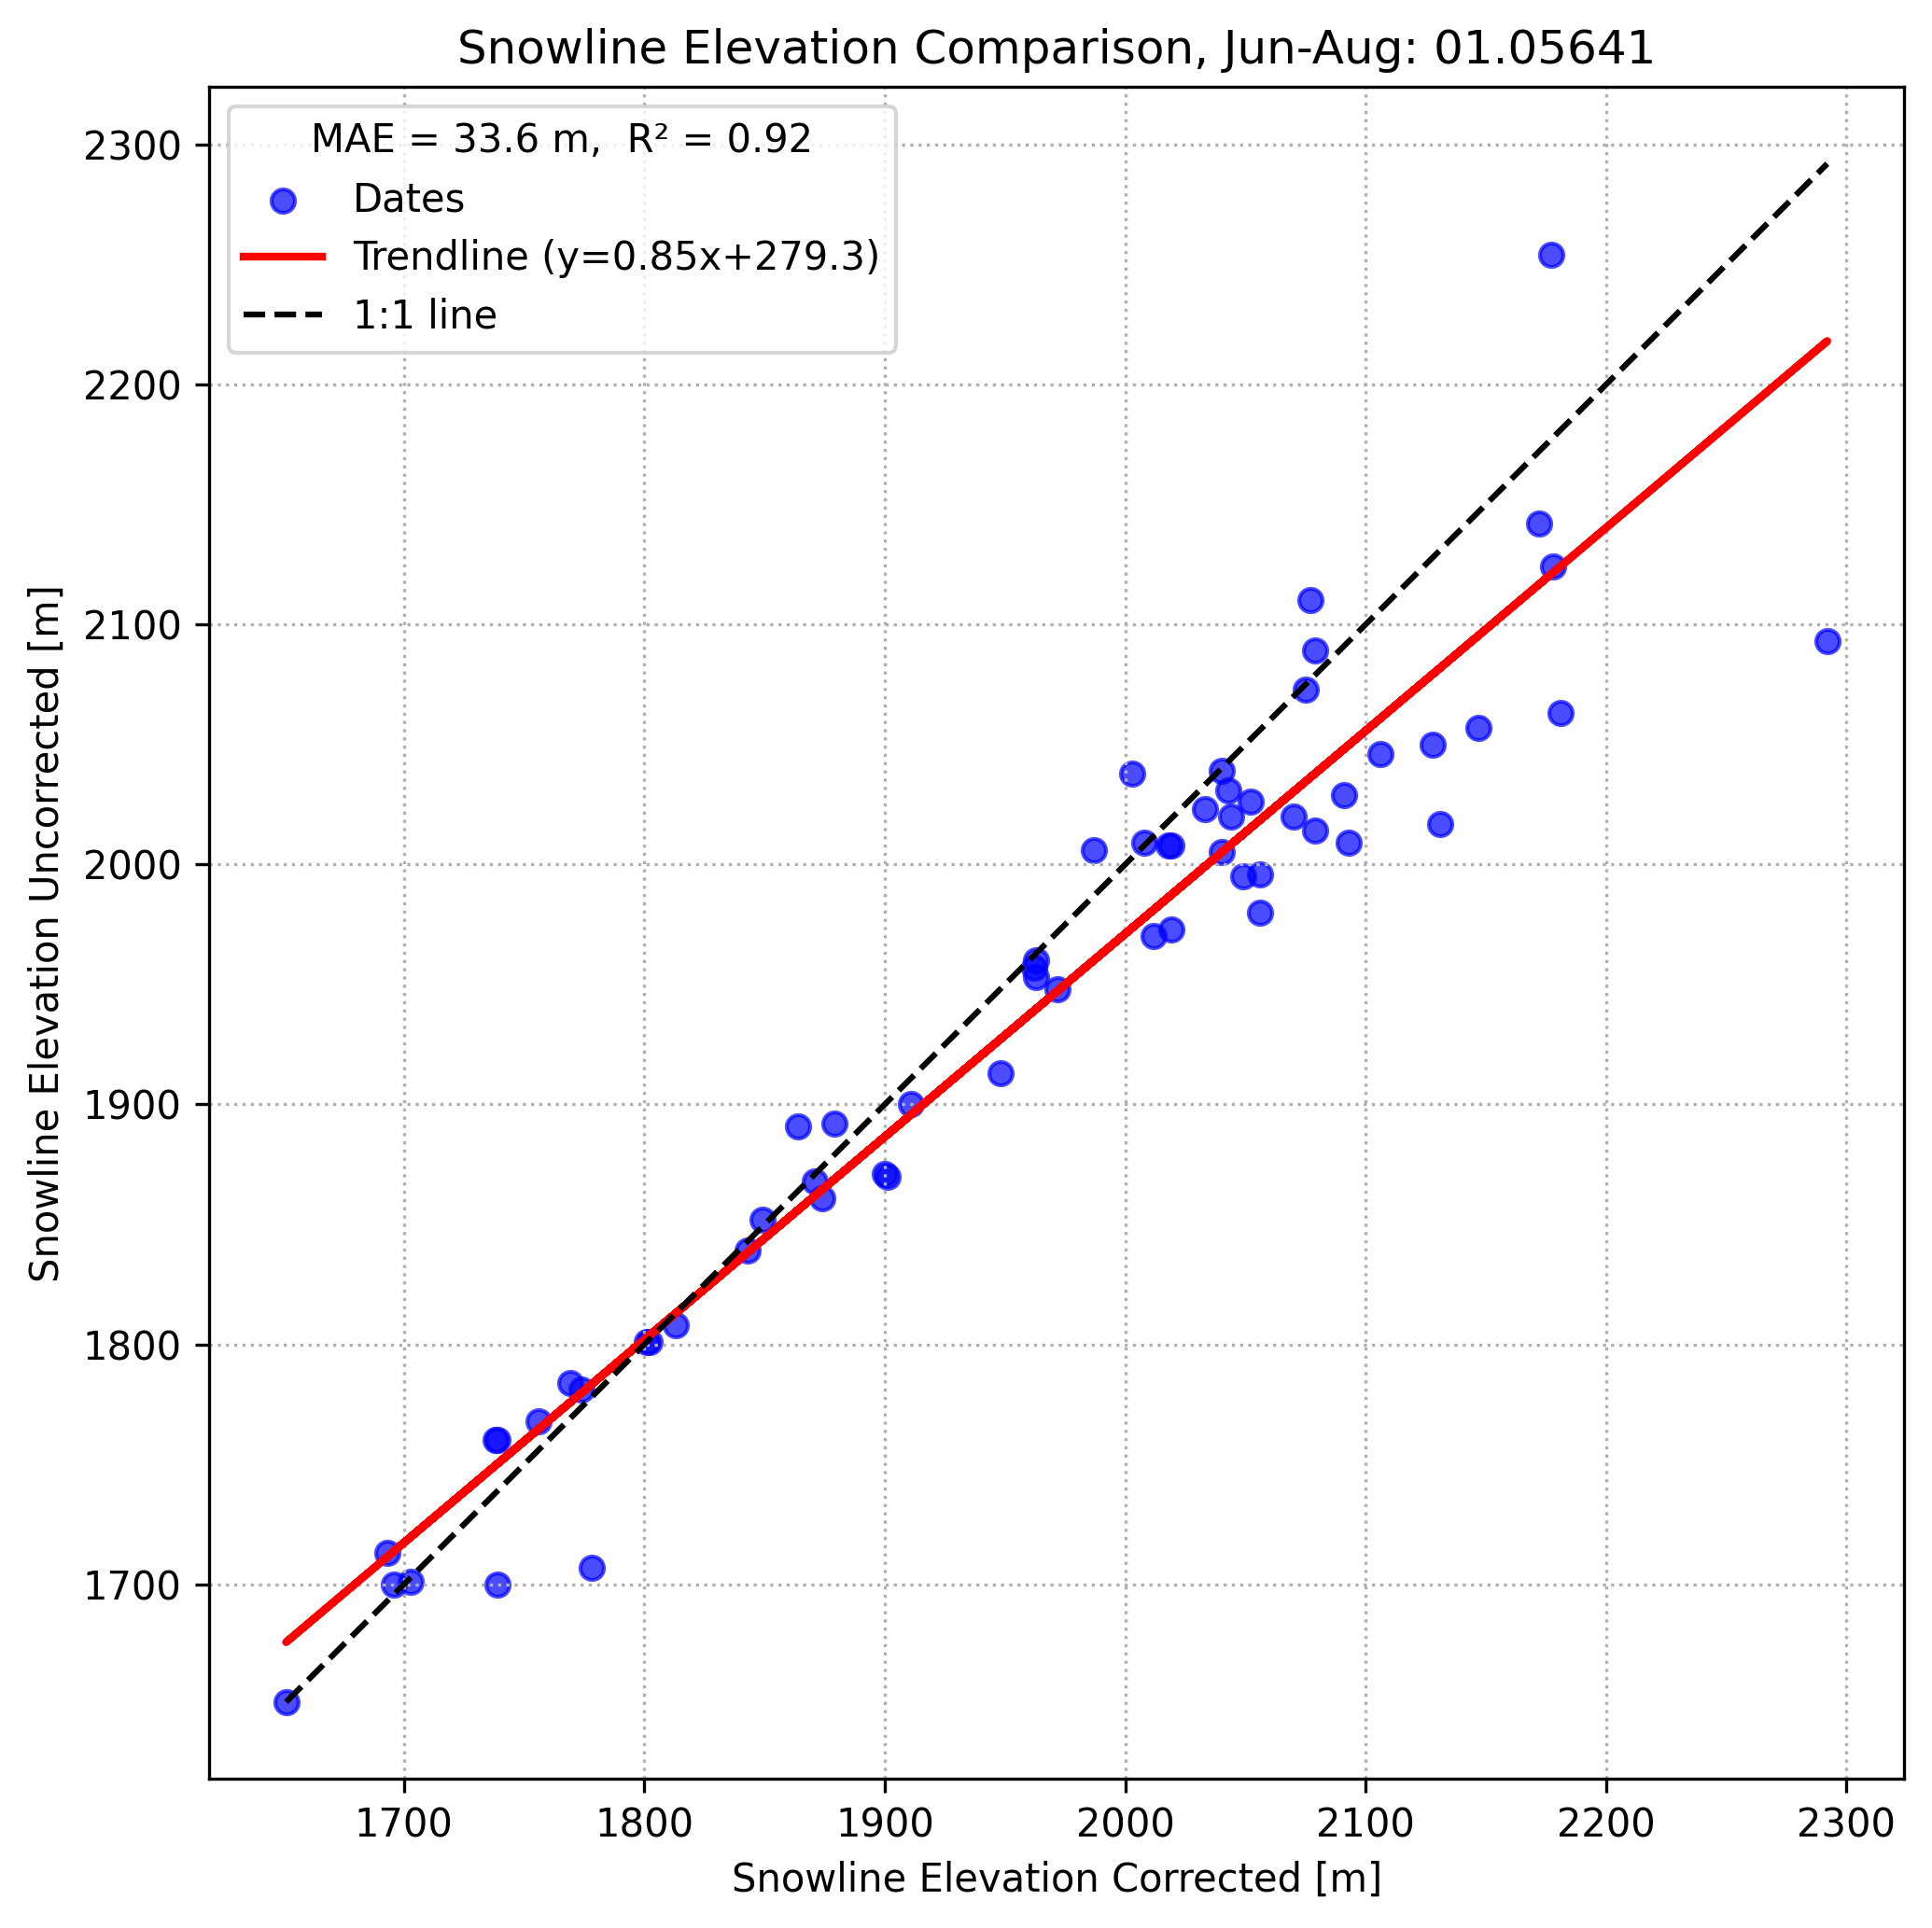 Snowline Elevation Comparison, Jun-Aug: 01.05641
MAE = 33.6 m, R² = 0.92
Dates
Trendline (y=0.85x+279.3)
1:1 line
Snowline Elevation Uncorrected [m]
2300
2200
2100
2000
1900
1800
1700
1700 1800 1900 2000 2100 2200 2300
Snowline Elevation Corrected [m]